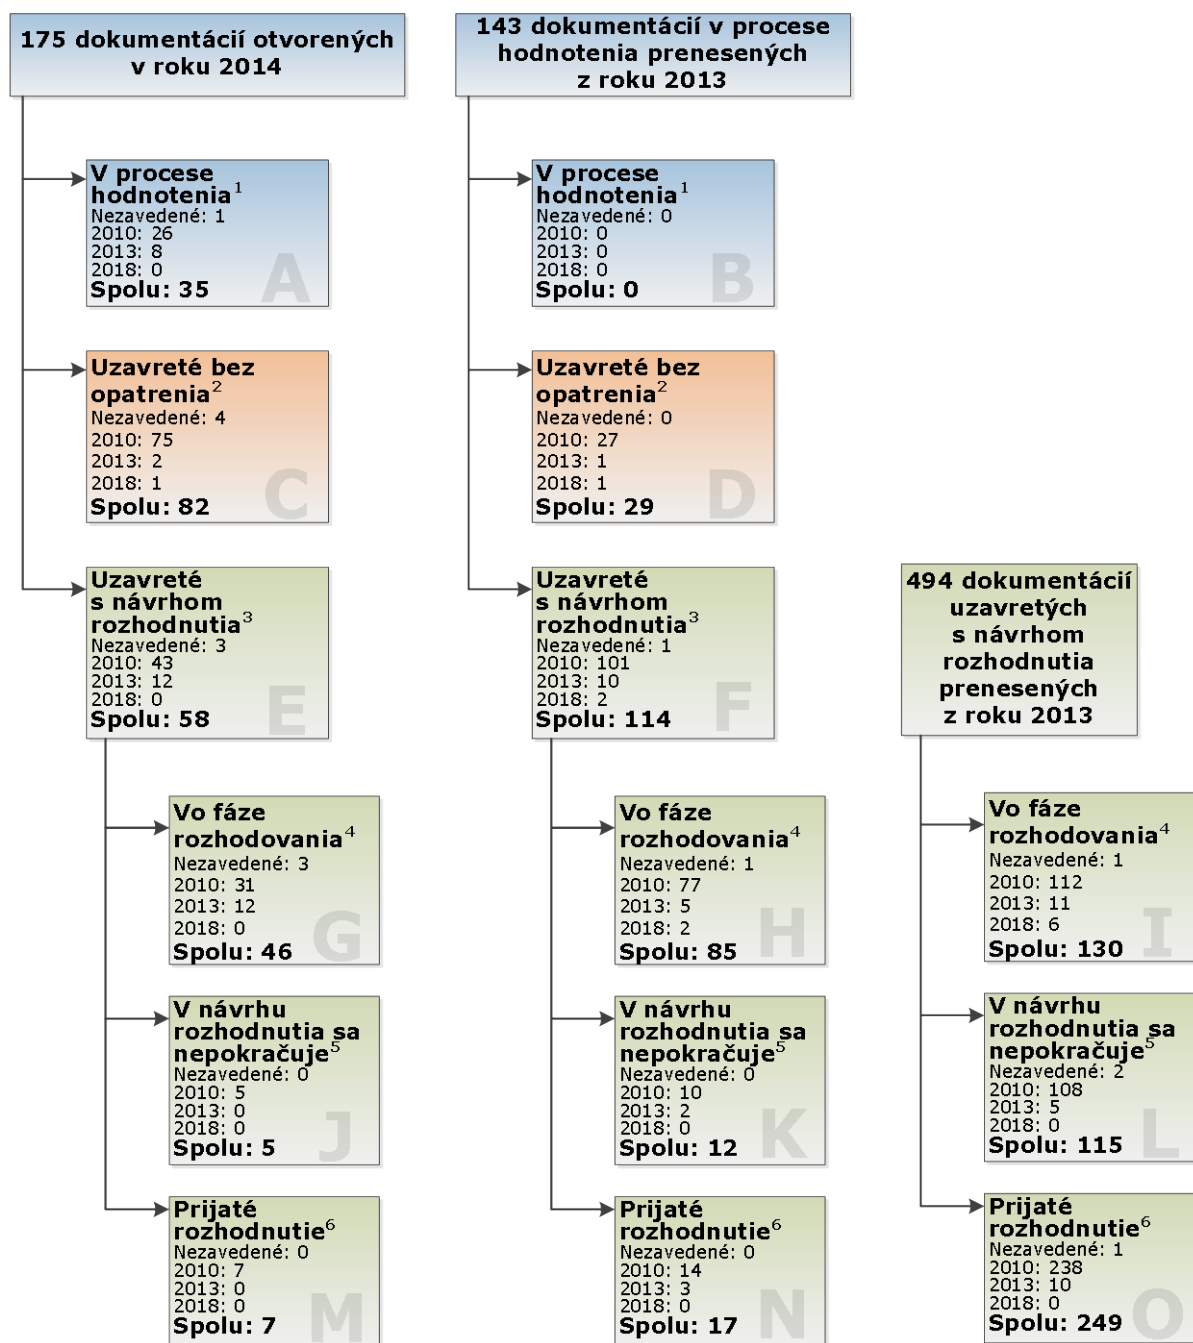 175 dokumentácií otvorených
v roku 2014
143 dokumentácií v procese
hodnotenia prenesených
z roku 2013
V procese
hodnotenia1
Nezavedené: 1
2010: 26
2013: 8
2018: 0
Spolu: 35
A
V procese
hodnotenia1
Nezavedené: 0
2010: 0
2013: 0
2018: 0
Spolu: 0
B
Uzavreté bez
opatrenia2
Nezavedené: 4
2010: 75
2013: 2
2018: 1
Spolu: 82
C
Uzavreté bez
opatrenia2
Nezavedené: 0
2010: 27
2013: 1
2018: 1
Spolu: 29
D
Uzavreté
s návrhom
rozhodnutia3
Nezavedené: 3
2010: 43
2013: 12
2018: 0
Spolu: 58
E
Uzavreté
s návrhom
rozhodnutia3
Nezavedené: 1
2010: 101
2013: 10
2018: 2
Spolu: 114
F
494 dokumentácií
uzavretých
s návrhom
rozhodnutia
prenesených
z roku 2013
Vo fáze
rozhodovania4
Nezavedené: 3
2010: 31
2013: 12
2018: 0
Spolu: 46
G
Vo fáze
rozhodovania4
Nezavedené: 1
2010: 77
2013: 5
2018: 2
Spolu: 85
H
Vo fáze
rozhodovania4
Nezavedené: 1
2010: 112
2013: 11
2018: 6
Spolu: 130
I
V návrhu
rozhodnutia sa
nepokračuje5
Nezavedené: 0
2010: 5
2013: 0
2018: 0
Spolu: 5
J
V návrhu
rozhodnutia sa
nepokračuje5
Nezavedené: 0
2010: 10
2013: 2
2018: 0
Spolu: 12
K
V návrhu
rozhodnutia sa
nepokračuje5
Nezavedené: 2
2010: 108
2013: 5
2018: 0
Spolu: 115
L
Prijaté
rozhodnutie6
Nezavedené: 0
2010: 7
2013: 0
2018: 0
Spolu: 7
M
Prijaté
rozhodnutie6
Nezavedené: 0
2010: 14
2013: 3
2018: 0
Spolu: 17
N
Prijaté
rozhodnutie6
Nezavedené: 1
2010: 238
2013: 10
2018: 0
Spolu: 249
O